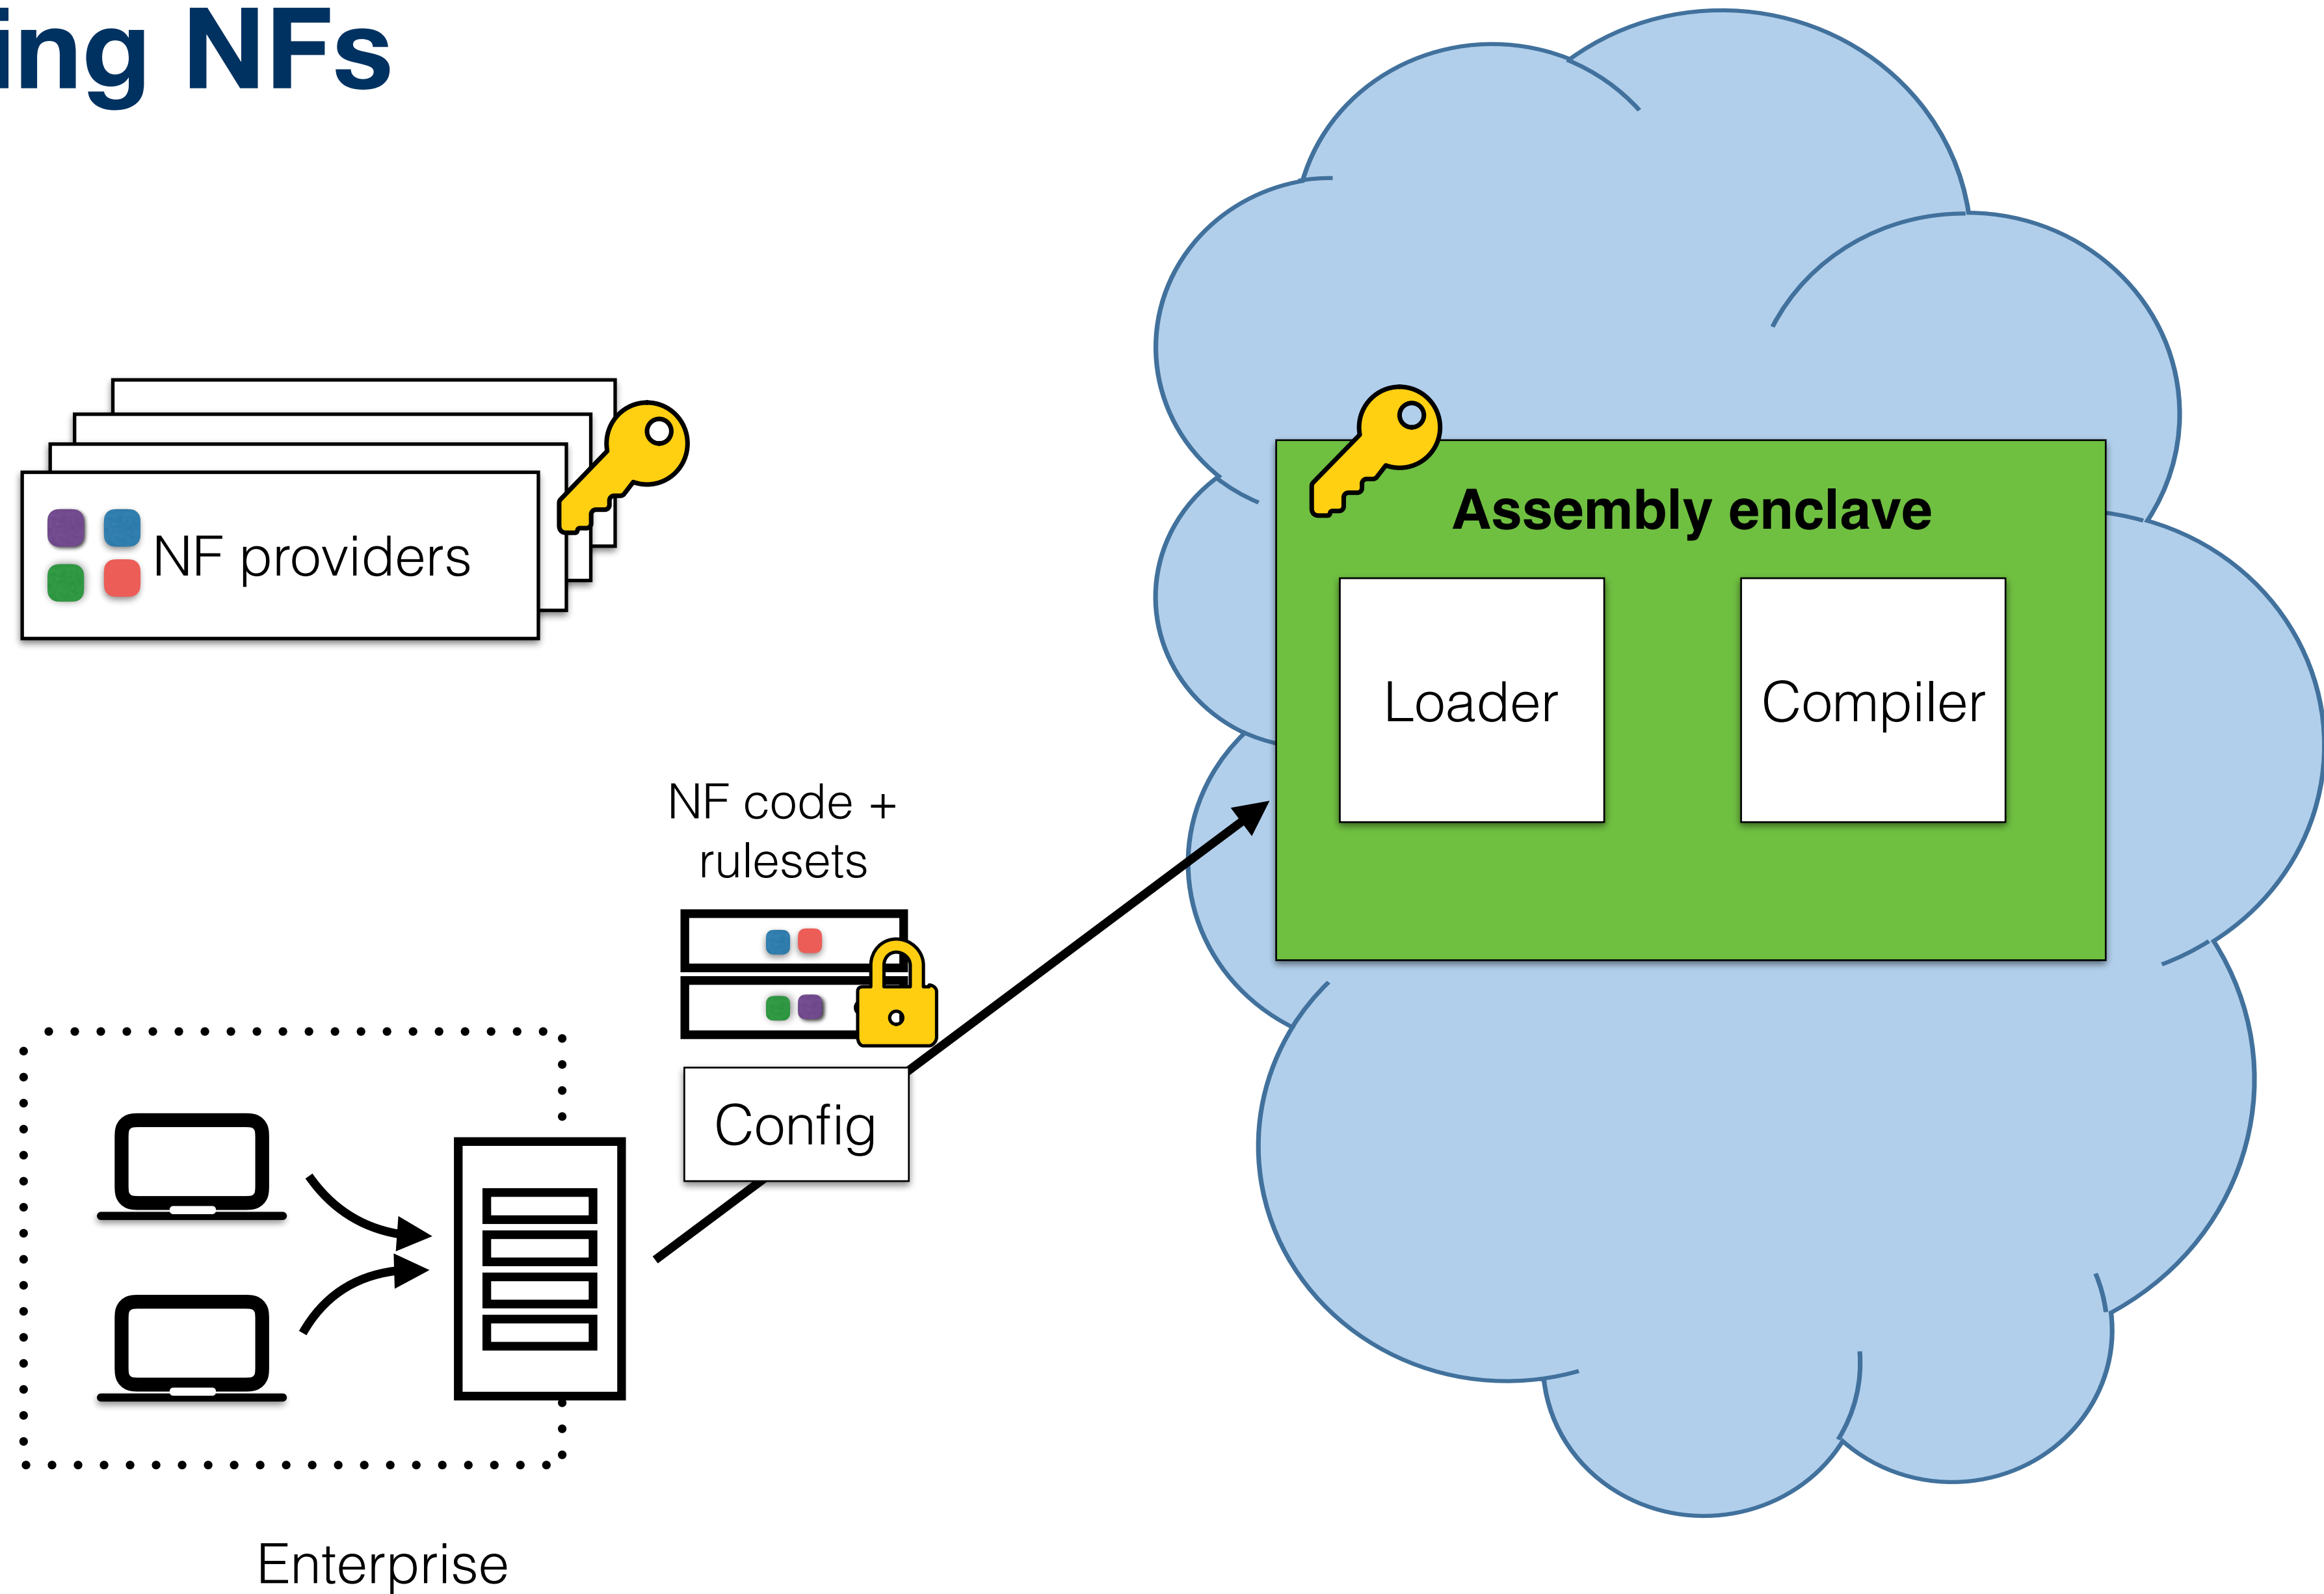 ing NFs
NF providers
Assembly enclave
Loader
Compiler
NF code +
rulesets
Config
Enterprise